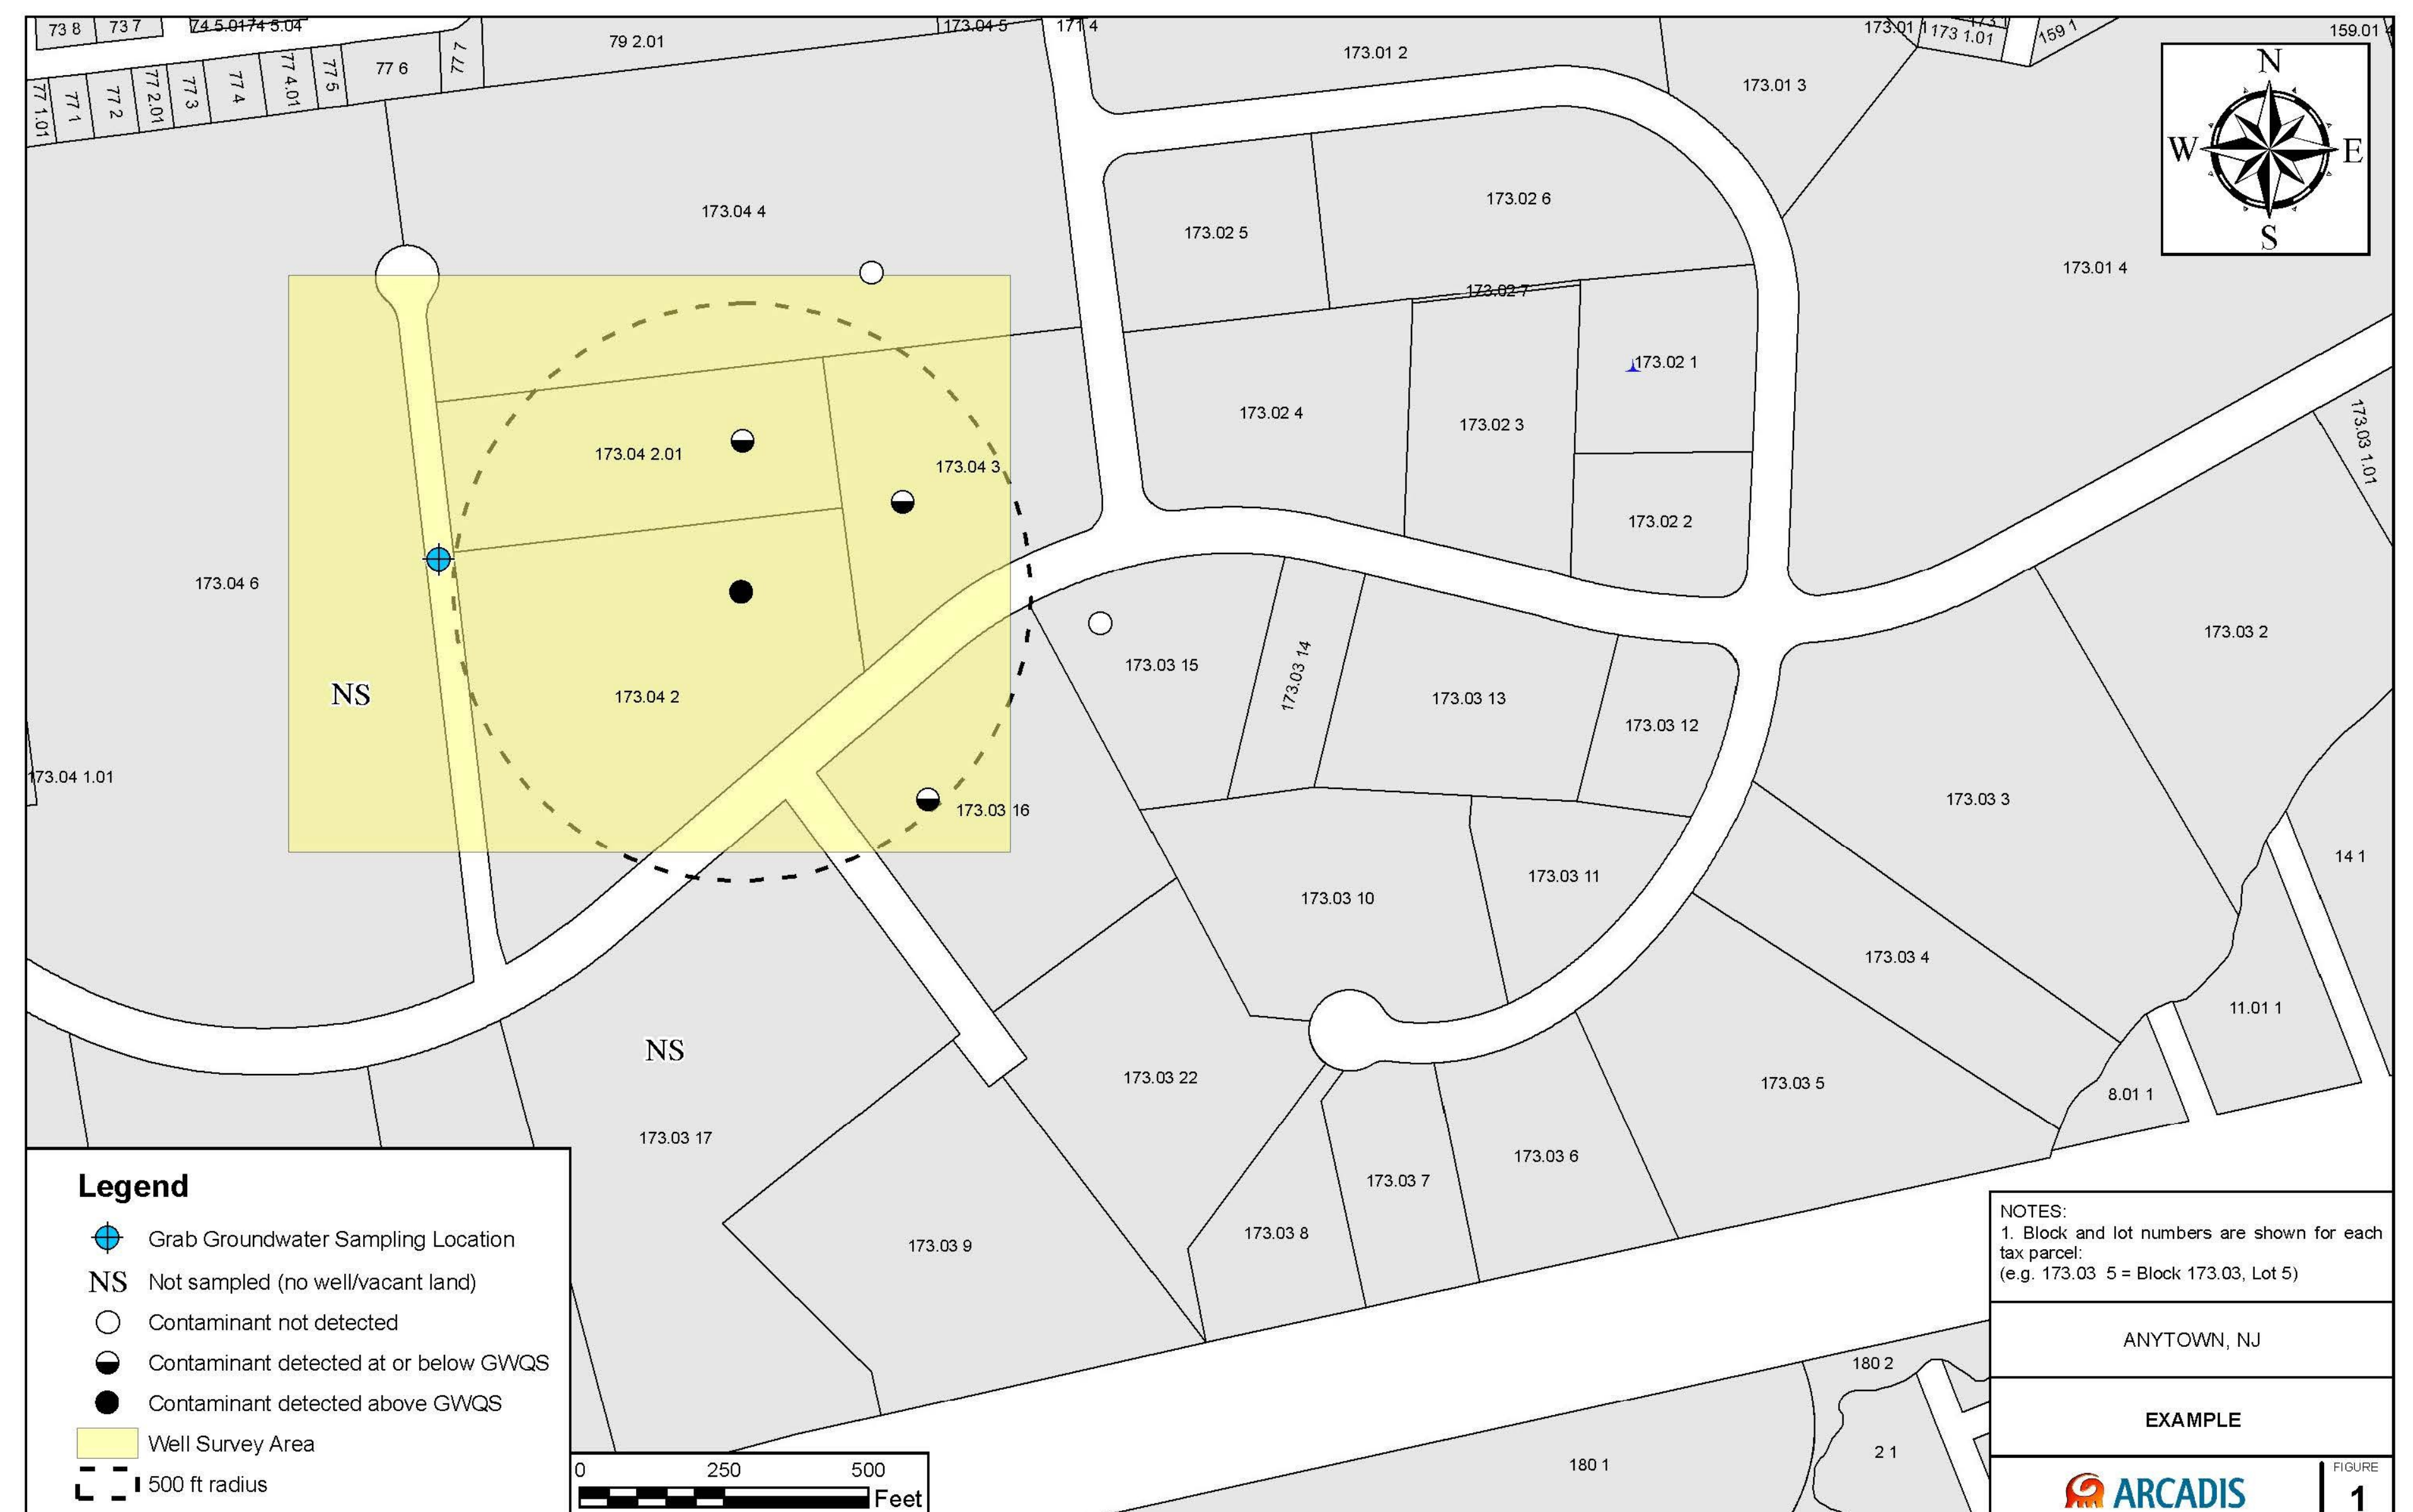 73 8
73 7
74 5.01
74 5.04
77 7
79 2.01
173.04 5
171 4
173.01 2
173.01 1
173 1.01
159 1
159.01 4
77 1.01
77 1
77 2
77 2.01
77 3
77 4
77 4.01
77 5
77 6
173.01 3
N
W
E
S
173.04 4
173.02 5
173.02 6
173.01 4
173.02 7
173.02 1
173.04 2.01
173.04 3
173.02 4
173.02 3
173.03 1.01
173.02 2
173.04 6
173.03 2
NS
173.04 2
173.03 15
173.03 14
173.03 13
173.03 12
173.04 1.01
173.03 16
173.03 3
14 1
173.03 10
173.03 11
173.03 4
11.01 1
NS
173.03 22
173.03 5
8.01 1
173.03 17
173.03 9
173.03 8
173.03 7
173.03 6
180 2
180 1
2 1
Legend
Grab Groundwater Sampling Location
NS Not sampled (no well/vacant land)
Contaminant not detected
Contaminant detected at or below GWQS
Contaminant detected above GWQS
Well Survey Area
500 ft radius
0 250 500
Feet
NOTES:
1. Block and lot numbers are shown for each
tax parcel:
(e.g. 173.03 5 = Block 173.03, Lot 5)
ANYTOWN, NJ
EXAMPLE
ARCADIS
FIGURE
1